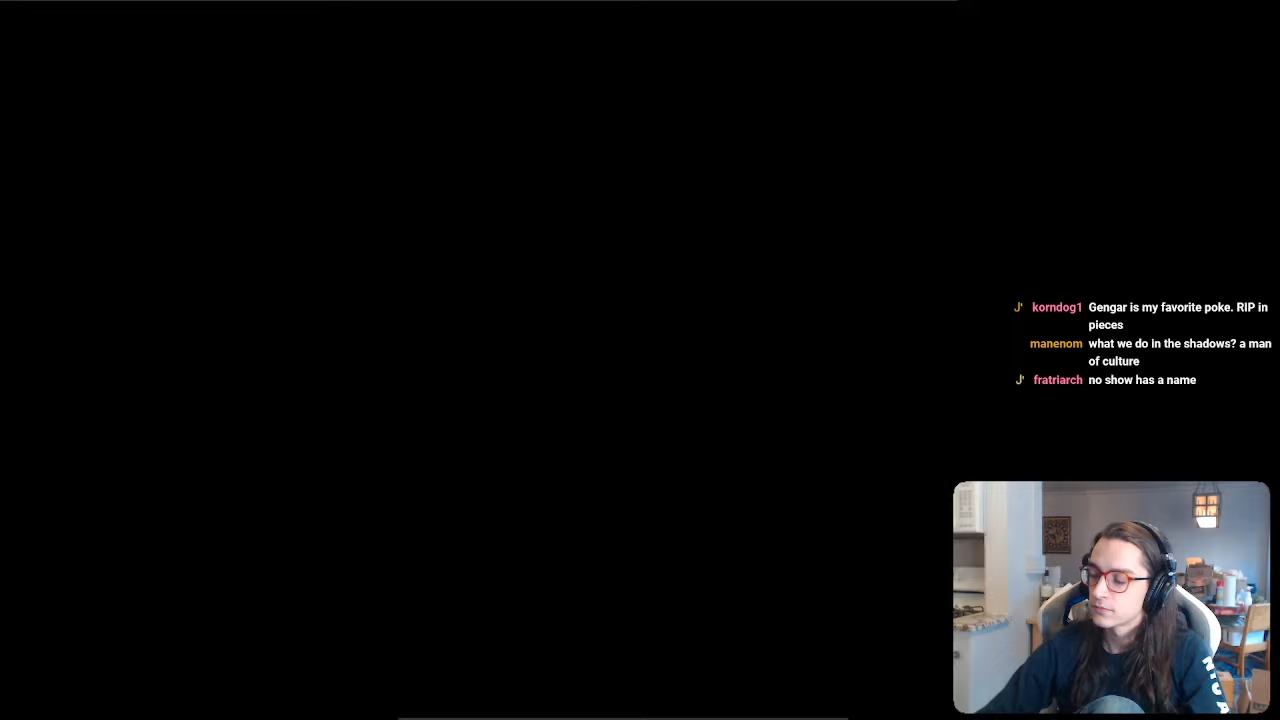 korndog1 Gengar is my favorite poke. RIP in
pieces
manenom what we do in the shadows? a man
of culture
fratriarch no show has a name